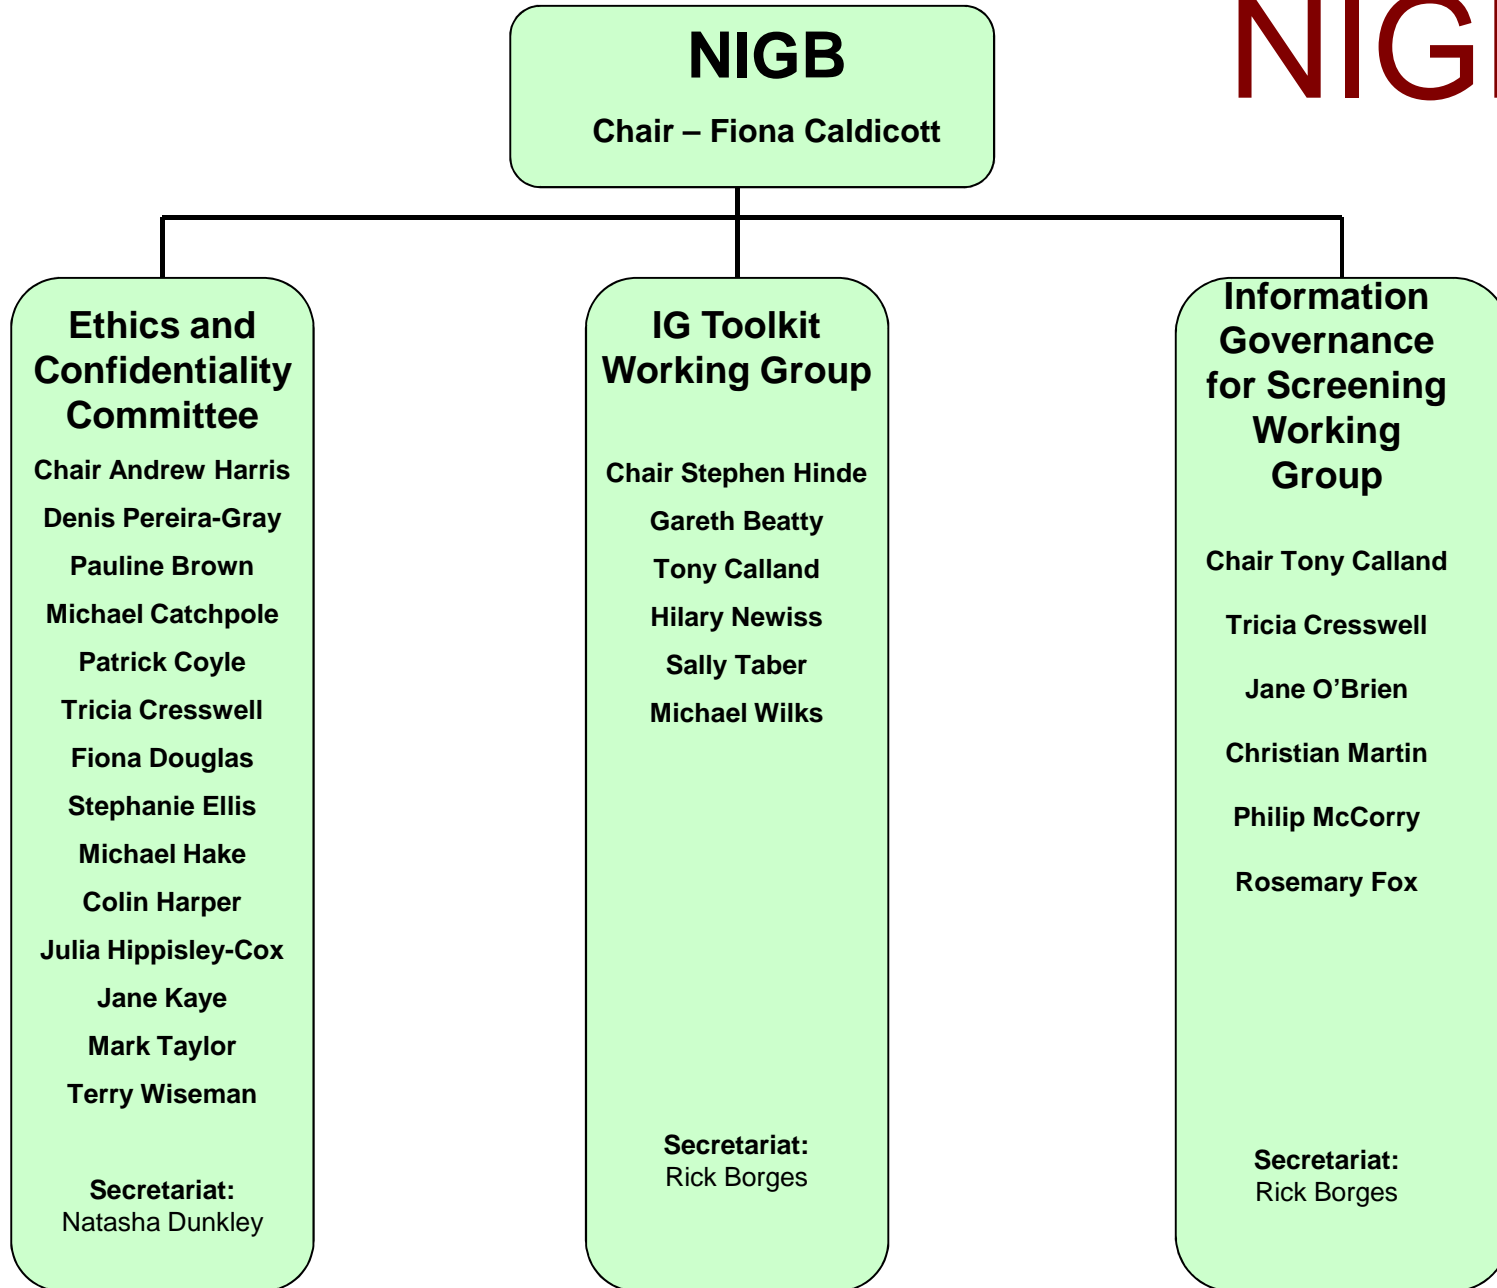 NIGB
Chair – Fiona Caldicott
NIG
Ethics and
Confidentiality
Committee
Chair Andrew Harris
Denis Pereira-Gray
Pauline Brown
Michael Catchpole
Patrick Coyle
Tricia Cresswell
Fiona Douglas
Stephanie Ellis
Michael Hake
Colin Harper
Julia Hippisley-Cox
Jane Kaye
Mark Taylor
Terry Wiseman
Secretariat:
Natasha Dunkley
IG Toolkit
Working Group
Chair Stephen Hinde
Gareth Beatty
Tony Calland
Hilary Newiss
Sally Taber
Michael Wilks
Secretariat:
Rick Borges
Information
Governance
for Screening
Working
Group
Chair Tony Calland
Tricia Cresswell
Jane O’Brien
Christian Martin
Philip McCorry
Rosemary Fox
Secretariat:
Rick Borges